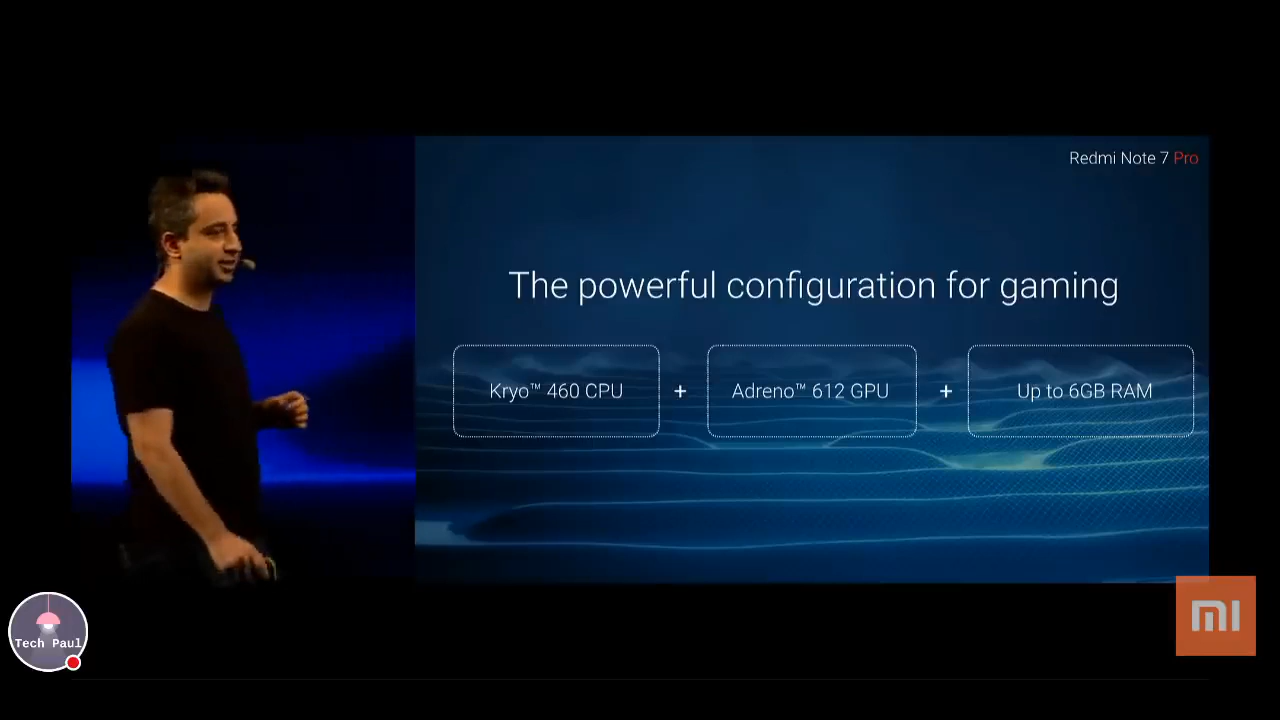 Redmi Note 7 Pro
The powerful configuration for gaming
Kryo™ 460 CPU + Adreno™ 612 GPU + Up to 6GB RAM
Tech Paul
mi